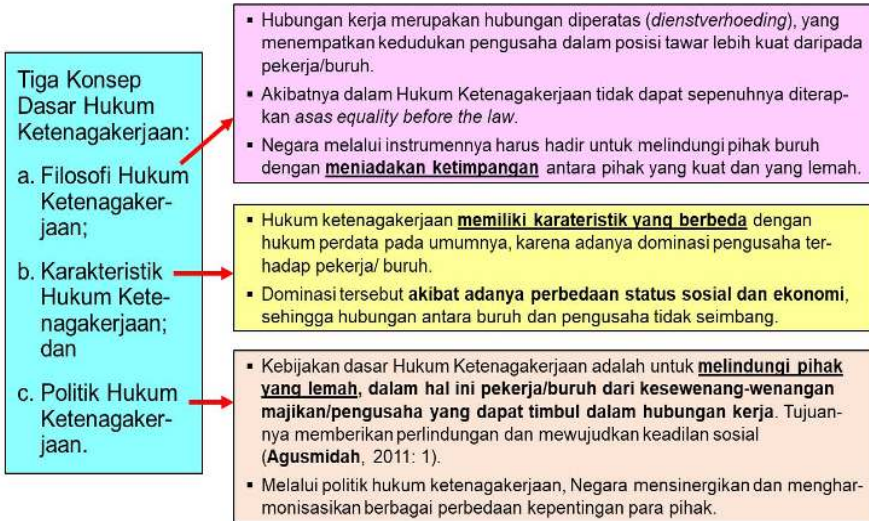 Tiga Konsep
Dasar Hukum
Ketenagakerjaan:
a. Filosofi Hukum
Ketenagaker-
jaan;
b. Karakteristik
Hukum Kete-
nagakerjaan;
dan
c. Politik Hukum
Ketenagaker-
jaan.
▪ Hubungan kerja merupakan hubungan diperatas (dienstverhoeding), yang
menempatkan kedudukan pengusaha dalam posisi tawar lebih kuat daripada
pekerja/buruh.
▪ Akibatnya dalam Hukum Ketenagakerjaan tidak dapat sepenuhnya diterap-
kan asas equality before the law.
▪ Negara melalui instrumennya harus hadir untuk melindungi pihak buruh
dengan meniadakan ketimpangan antara pihak yang kuat dan yang lemah.
▪ Hukum ketenagakerjaan memiliki karateristik yang berbeda dengan
hukum perdata pada umumnya, karena adanya dominasi pengusaha ter-
hadap pekerja/ buruh.
▪ Dominasi tersebut akibat adanya perbedaan status sosial dan ekonomi,
sehingga hubungan antara buruh dan pengusaha tidak seimbang.
▪ Kebijakan dasar Hukum Ketenagakerjaan adalah untuk melindungi pihak
yang lemah, dalam hal ini pekerja/buruh dari kesewenang-wenangan
majikan/pengusaha yang dapat timbul dalam hubungan kerja. Tujuan-
nya memberikan perlindungan dan mewujudkan keadilan sosial
(Agusmidah, 2011: 1).
▪ Melalui politik hukum ketenagakerjaan, Negara mensinergikan dan menghar-
monisasikan berbagai perbedaan kepentingan para pihak.